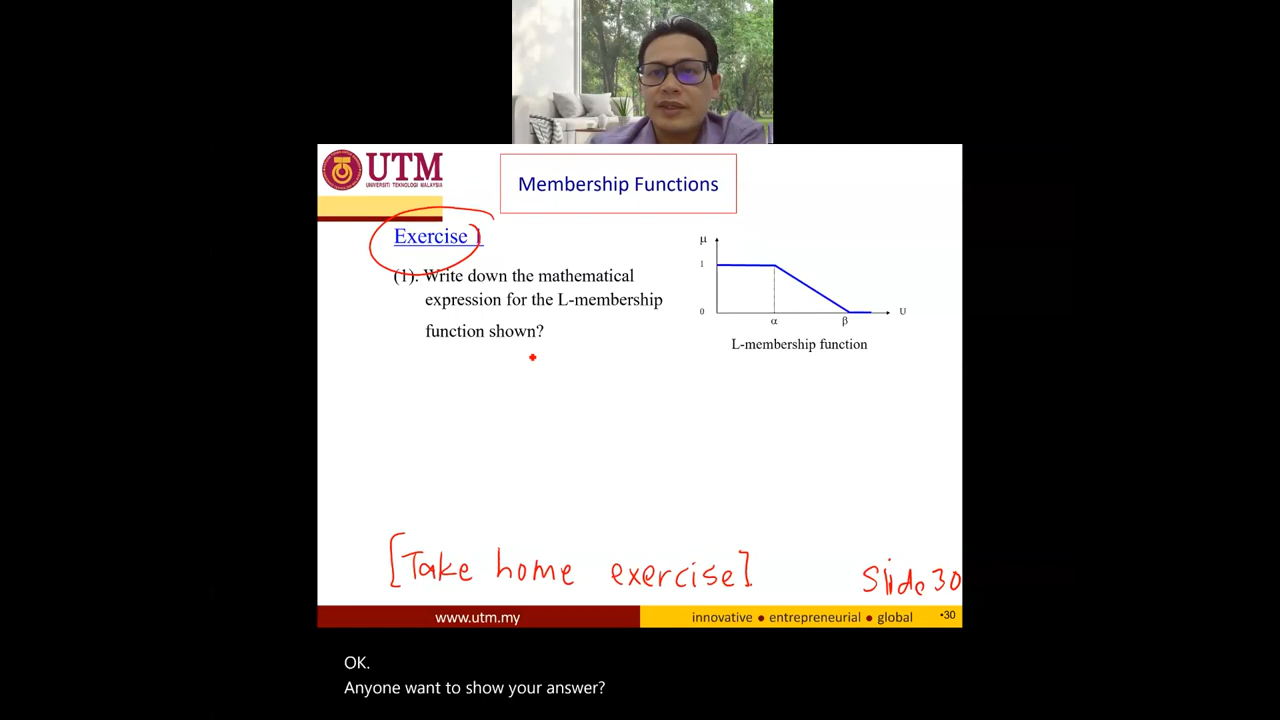 UTM
UNIVERSITI TEKNOLOGI MALAYSIA
Membership Functions
Exercise 1
(1). Write down the mathematical
expression for the L-membership
function shown?
μ
1
0
α
β
U
L-membership function
[Take home exercise].
Slide 30
www.utm.my
innovative ● entrepreneurial ● global
•30
OK.
Anyone want to show your answer?